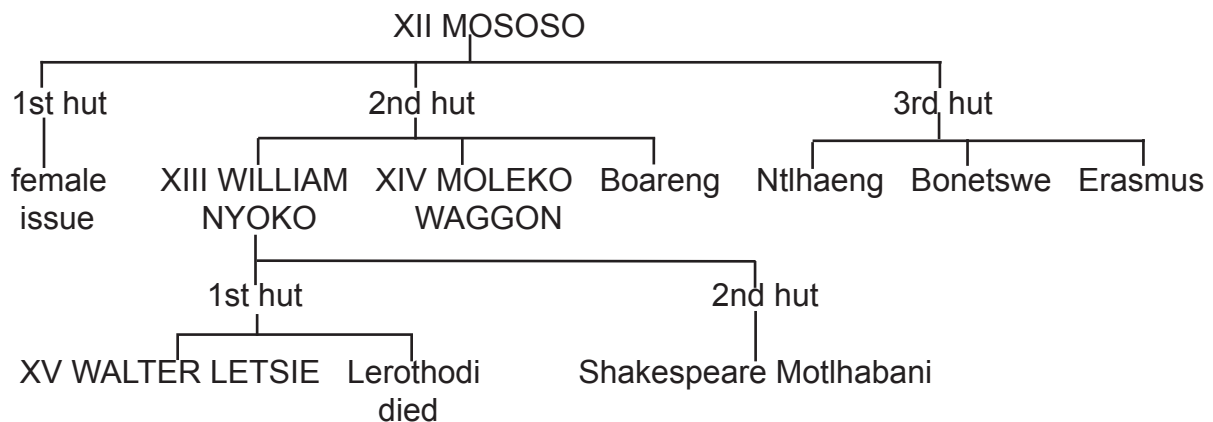 XII MOSOSO
1st hut 2nd hut 3rd hut
female XIII WILLIAM XIV MOLEKO Boareng Ntlhaeng Bonetswe Erasmus
issue NYOKO WAGGON
1st hut 2nd hut
XV WALTER LETSIE Lerothodi Shakespeare Motlhabani
died